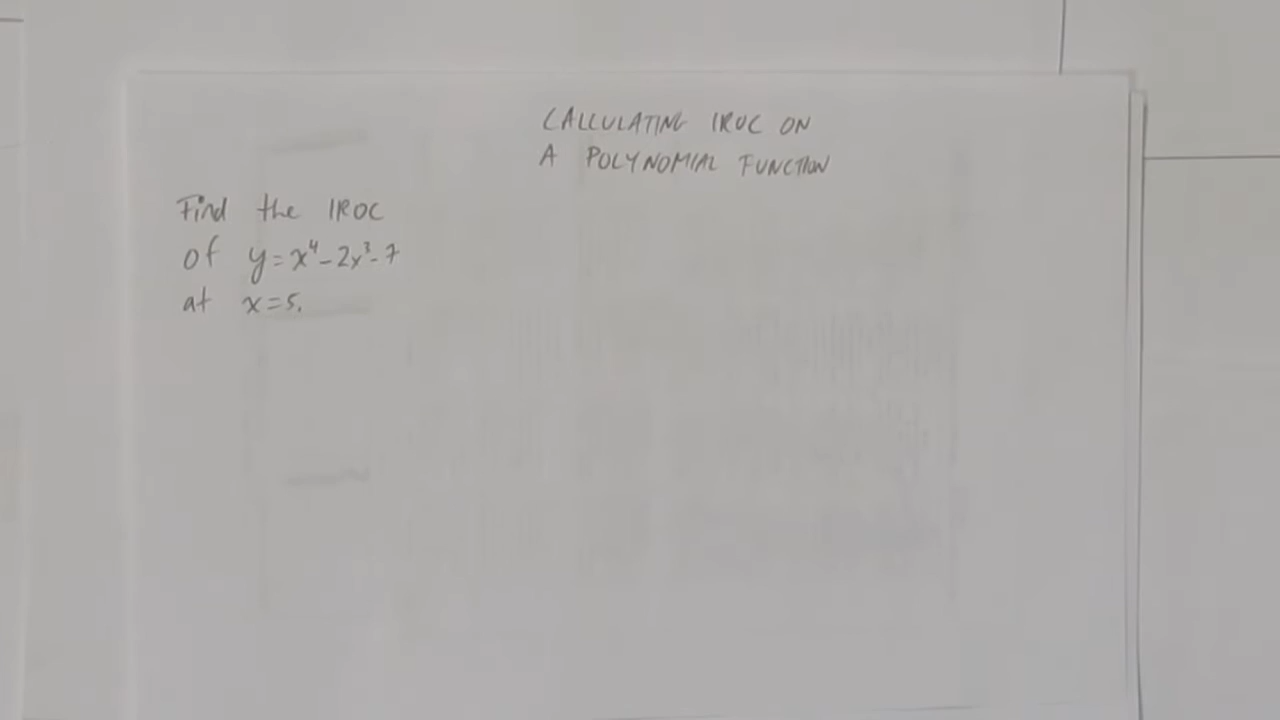 CALCULATING IROC ON
A POLYNOMIAL FUNCTION
Find the IROC
of y=x⁴-2x³-7
at x=5.